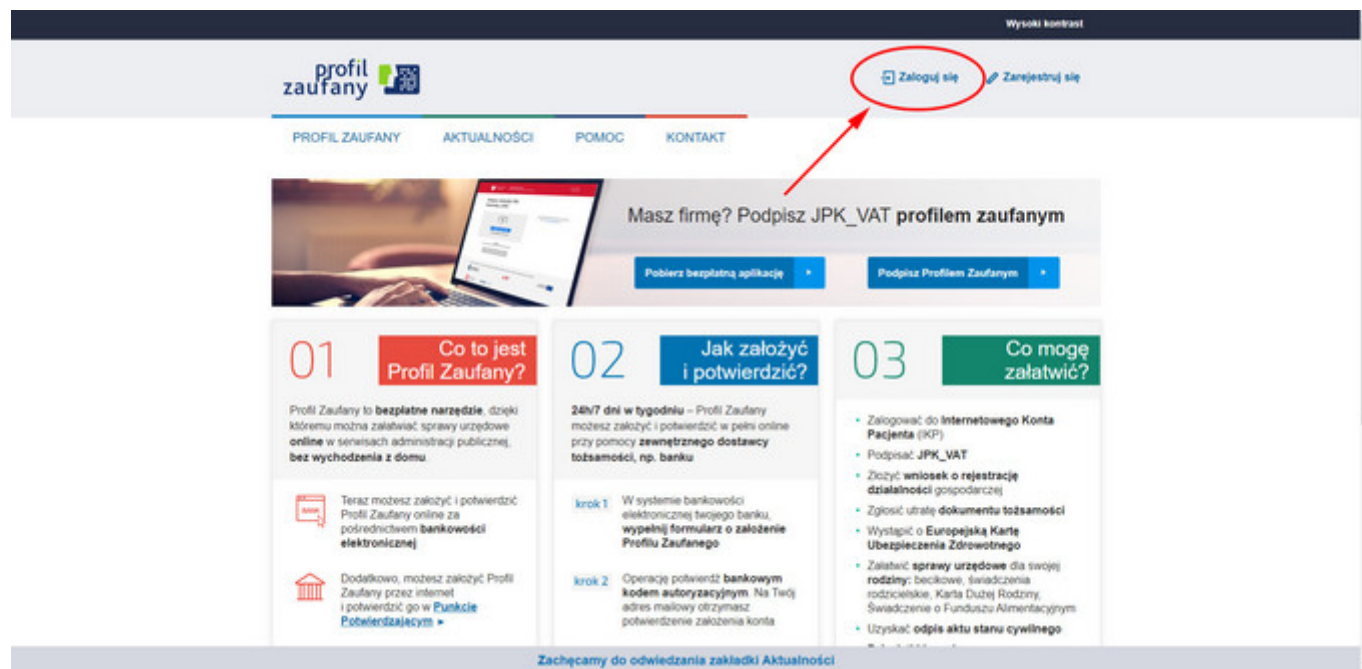 Wysoki kontrast
profil
zaufany
Zaloguj się
Zarejestruj się
PROFIL ZAUFANY
AKTUALNOŚCI
POMOC
KONTAKT
Masz firmę? Podpisz JPK_VAT profilem zaufanym
Pobierz bezpłatną aplikację
Podpisz Profilem Zaufanym
01
Co to jest
Profil Zaufany?
Profil Zaufany to bezpłatne narzędzie, dzięki
któremu można załatwiać sprawy urzędowe
online w serwisach administracji publicznej,
bez wychodzenia z domu.
BANK
Teraz możesz założyć i potwierdzić
Profil Zaufany online za
pośrednictwem bankowości
elektronicznej
Dodatkowo, możesz założyć Profil
Zaufany przez internet
i potwierdzić go w Punkcie
Potwierdzającym ▸
02
Jak założyć
i potwierdzić?
24h/7 dni w tygodniu – Profil Zaufany
możesz założyć i potwierdzić w pełni online
przy pomocy zewnętrznego dostawcy
tożsamości, np. banku
krok 1
W systemie bankowości
elektronicznej twojego banku,
wypełnij formularz o założenie
Profilu Zaufanego
krok 2
Operację potwierdź bankowym
kodem autoryzacyjnym. Na Twój
adres mailowy otrzymasz
potwierdzenie założenia konta
03
Co mogę
załatwić?
• Zalogować do Internetowego Konta
Pacjenta (IKP)
• Podpisać JPK_VAT
• Złożyć wniosek o rejestrację
działalności gospodarczej
• Zgłosić utratę dokumentu tożsamości
• Wystąpić o Europejską Kartę
Ubezpieczenia Zdrowotnego
• Załatwić sprawy urzędowe dla swojej
rodziny: becikowe, świadczenia
rodzicielskie, Karta Dużej Rodziny,
Świadczenie o Funduszu Alimentacyjnym
• Uzyskać odpis aktu stanu cywilnego
Zachęcamy do odwiedzania zakładki Aktualności